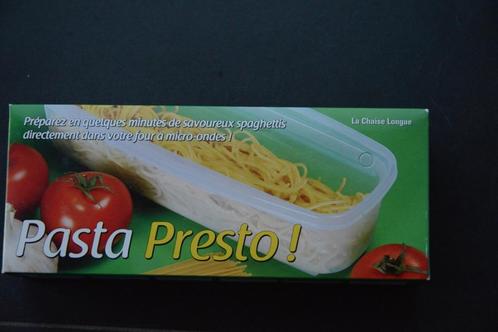 Préparez en quelques minutes de savoureux spaghettis
directement dans votre four à micro-ondes !
La Chaise Longue
Pasta Presto !